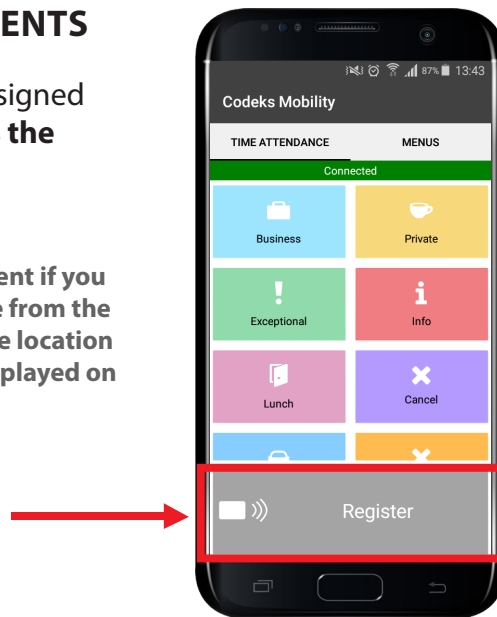 ENTS
signed
the
ent if you
e from the
e location
played on
87% 13:43
Codeks Mobility
TIME ATTENDANCE MENUS
Connected
Business Private
Exceptional Info
Lunch Cancel
Register